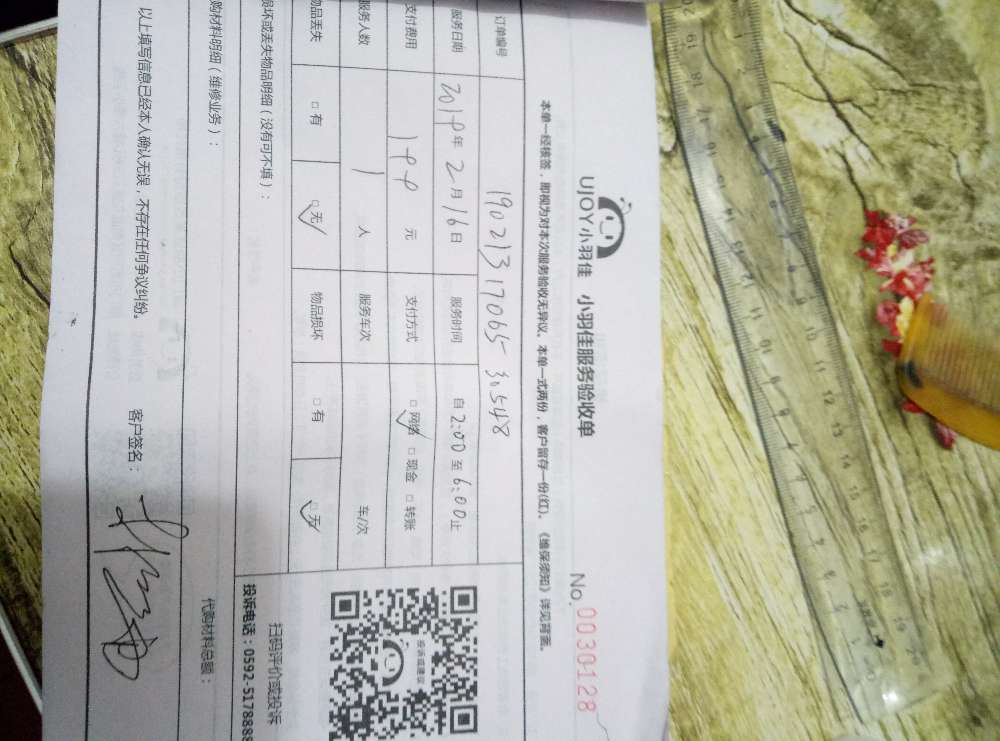 UJOY小羽佳 小羽佳服务验收单
No. 00301128
本单一经核签，即视为对本次服务验收无异议。本单一式两份，客户留存一份(红)。《维保须知》详见背面。
订单编号 190213170653548
服务日期 2019年2月16日 服务时间 自2:00至6:00止
支付费用 199元 支付方式 □网络 □现金 □转账
服务人数 1人 服务车次 车/次
物品丢失 □有 □无 物品损坏 □有 □无
损坏或丢失物品明细（没有可不填）：
购材料明细（维修业务）： 代购材料总额：
以上填写信息已经本人确认无误，不存在任何争议纠纷。 客户签名：
投诉或建议
扫码评价或投诉
投诉电话：0592-5178888